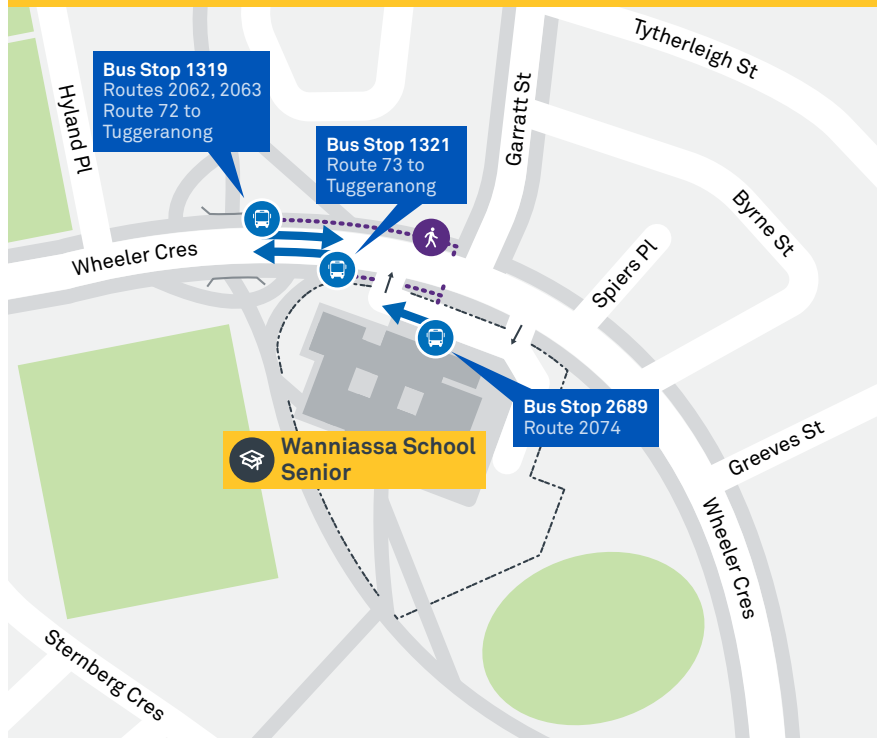 Tytherleigh St
Hyland Pl
Bus Stop 1319
Routes 2062, 2063
Route 72 to
Tuggeranong
Garratt St
Bus Stop 1321
Route 73 to
Tuggeranong
Byrne St
Wheeler Cres
Spiers Pl
Bus Stop 2689
Route 2074
Wanniassa School
Senior
Greeves St
Wheeler Cres
Sternberg Cres